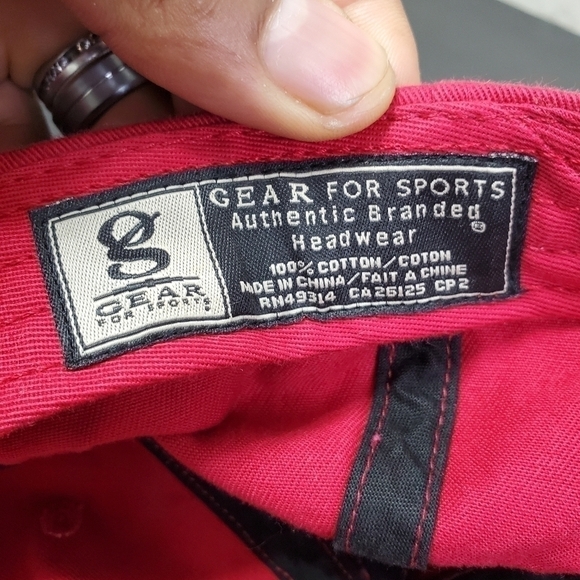 GEAR FOR SPORTS
Authentic Branded®
Headwear
100% COTTON/COTON
MDE IN CHINA/FAIT A CHINE
RN49314 CA26125 CP2
GEAR
FOR SPORTS